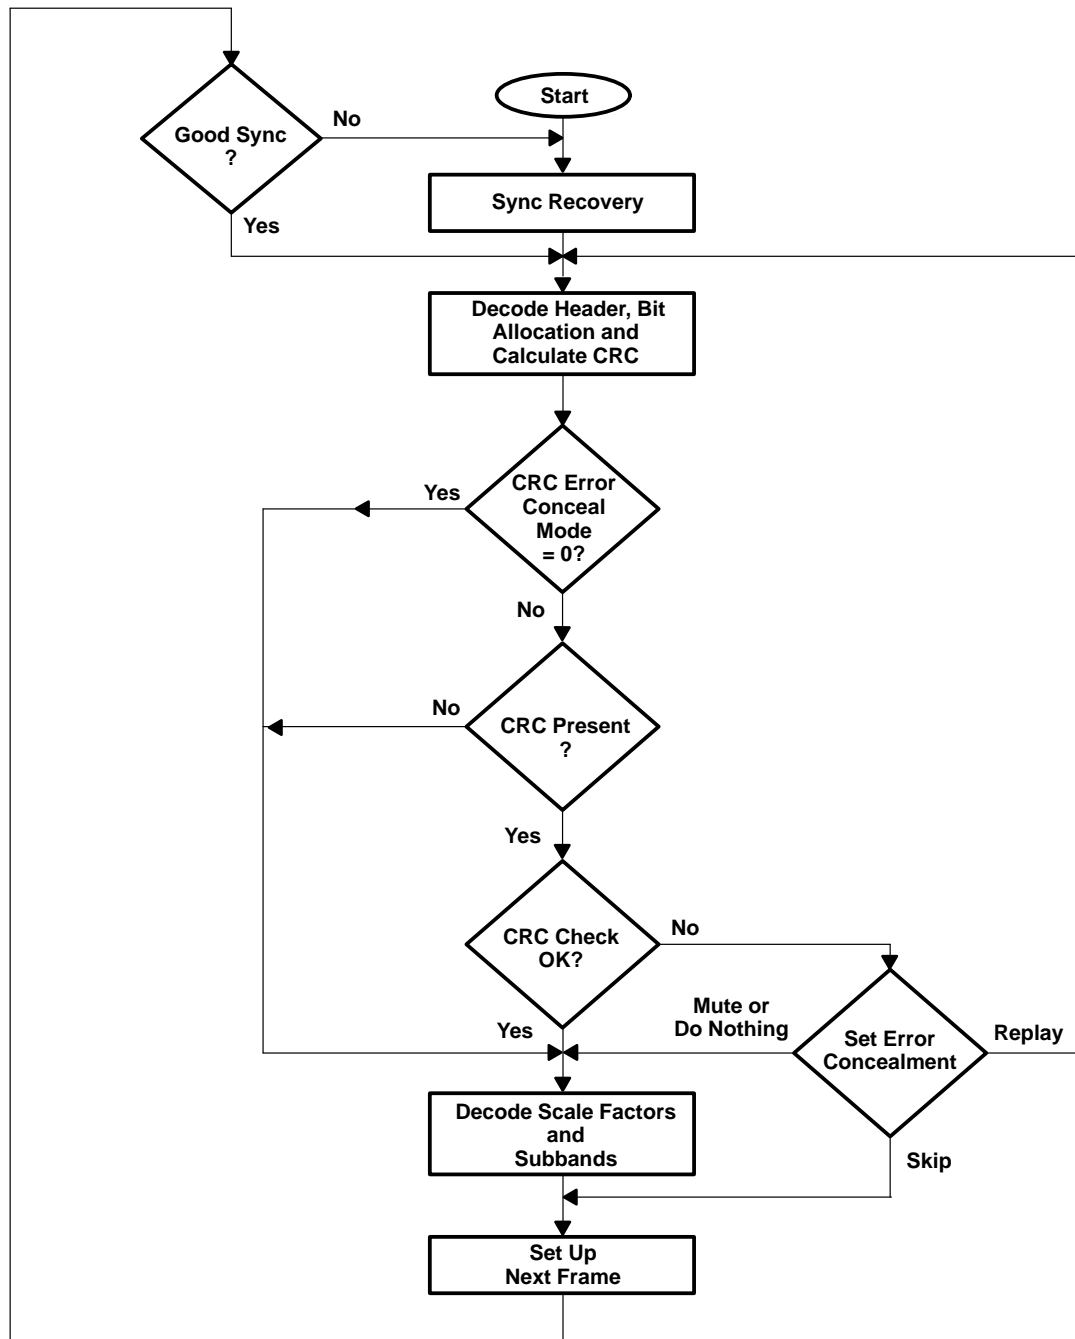 Start
No
Good Sync
?
Sync Recovery
Yes
Decode Header, Bit
Allocation and
Calculate CRC
CRC Error
Conceal
Mode
= 0?
Yes
No
No
CRC Present
?
Yes
CRC Check
OK?
No
Mute or
Do Nothing
Yes
Set Error
Concealment
Replay
Decode Scale Factors
and
Subbands
Skip
Set Up
Next Frame